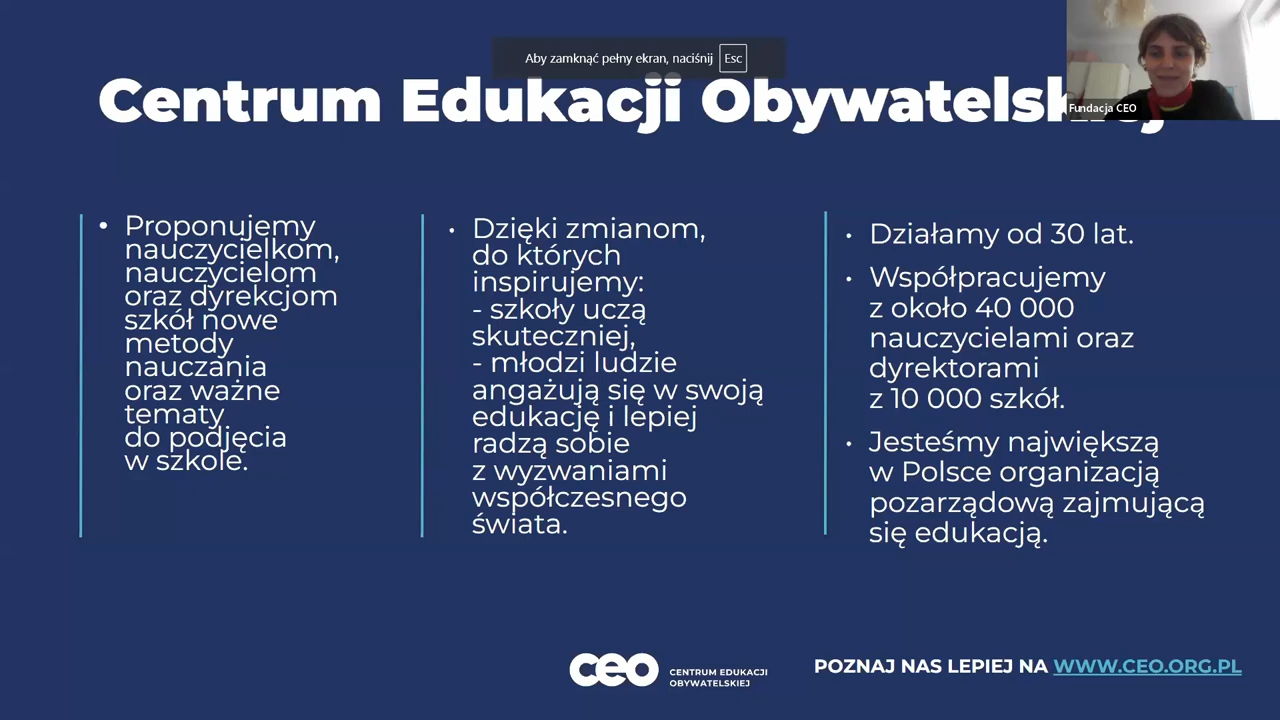 Aby zamknąć pełny ekran, naciśnij Esc
Centrum Edukacji Obywatelskiej
Fundacja CEO
• Proponujemy
nauczycielkom,
nauczycielom
oraz dyrekcjom
szkół nowe
metody
nauczania
oraz ważne
tematy
do podjęcia
w szkole.
• Dzięki zmianom,
do których
inspirujemy:
- szkoły uczą
skuteczniej,
- młodzi ludzie
angażują się w swoją
edukację i lepiej
radzą sobie
z wyzwaniami
współczesnego
świata.
• Działamy od 30 lat.
• Współpracujemy
z około 40 000
nauczycielami oraz
dyrektorami
z 10 000 szkół.
• Jesteśmy największą
w Polsce organizacją
pozarządową zajmującą
się edukacją.
ceo
CENTRUM EDUKACJI
OBYWATELSKIEJ
POZNAJ NAS LEPIEJ NA WWW.CEO.ORG.PL